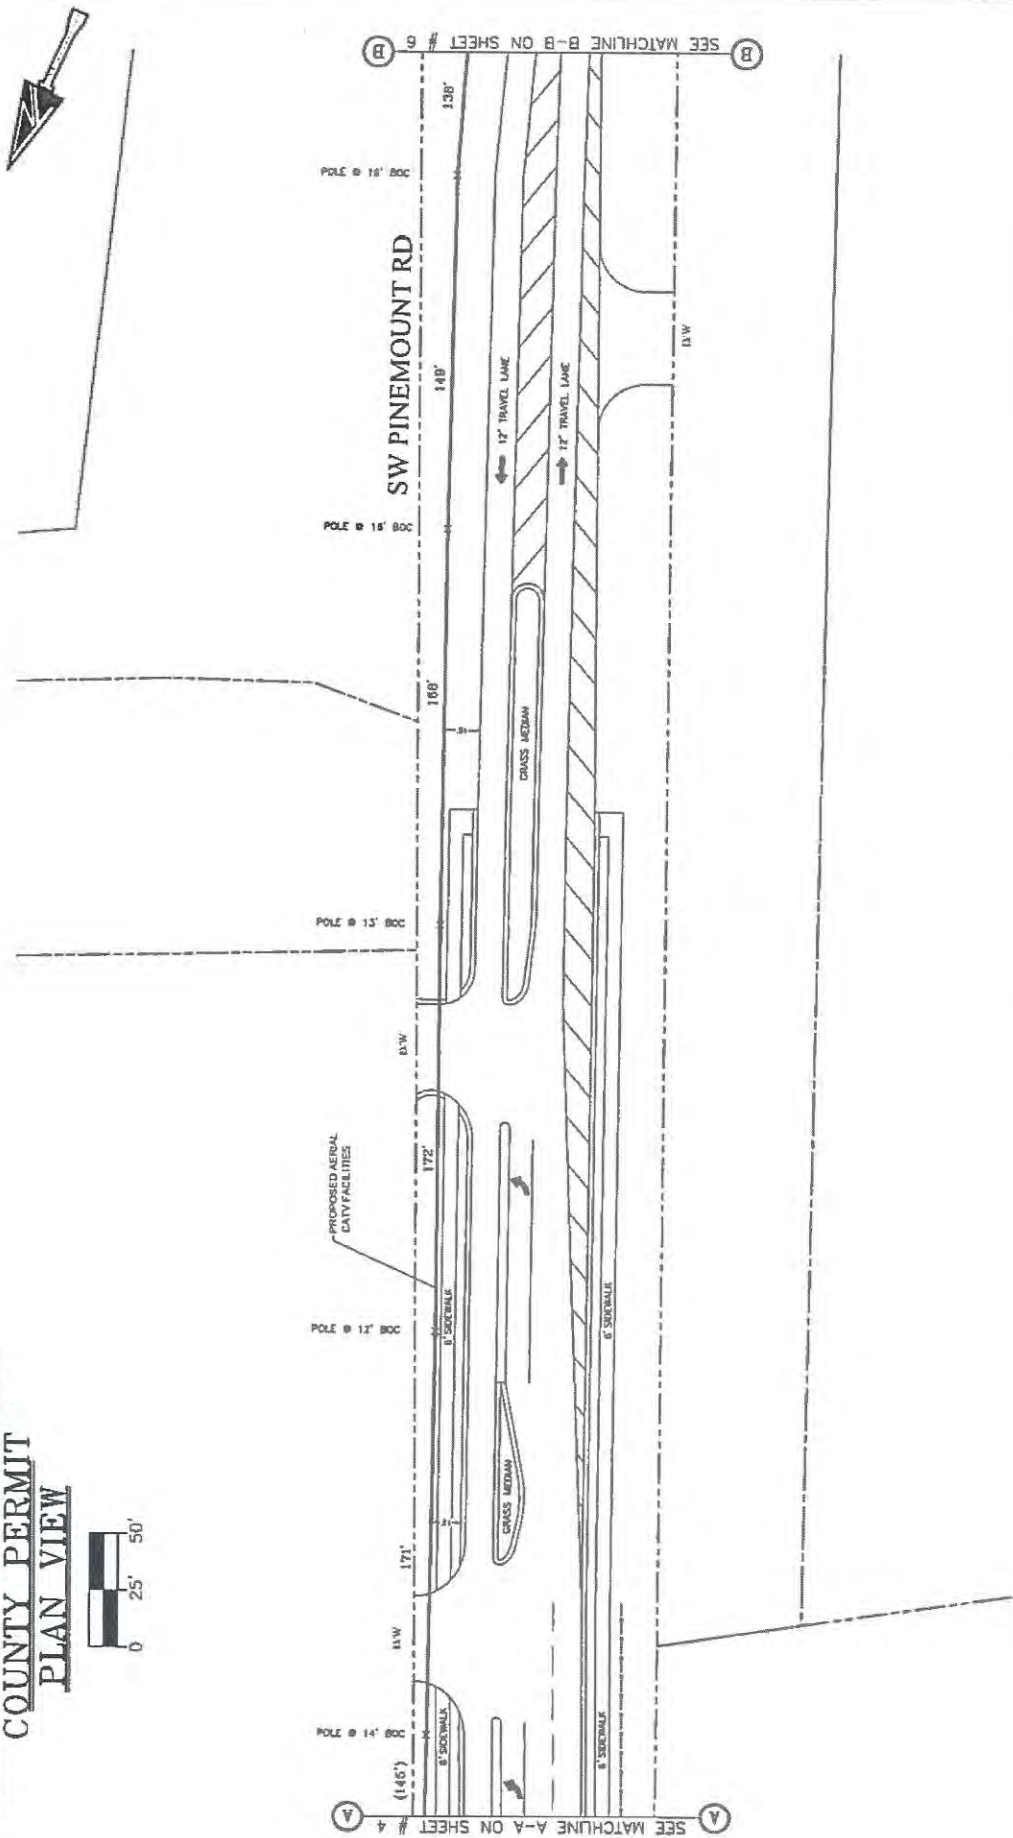 COUNTY PERMIT
PLAN VIEW
0 25' 50'
N
B
SEE MATCHLINE B-B ON SHEET # 6
B
138'
POLE @ 16' BOC
SW PINEMOUNT RD
149'
12' TRAVEL LANE
12' TRAVEL LANE
D/W
POLE @ 16' BOC
168'
GRASS MEDIAN
POLE @ 13' BOC
D/W
172'
PROPOSED AERIAL
CATV FACILITIES
POLE @ 12' BOC
6' SIDEWALK
6' SIDEWALK
GRASS MEDIAN
171'
D/W
POLE @ 14' BOC
6' SIDEWALK
6' SIDEWALK
(145')
A
SEE MATCHLINE A-A ON SHEET # 4
A